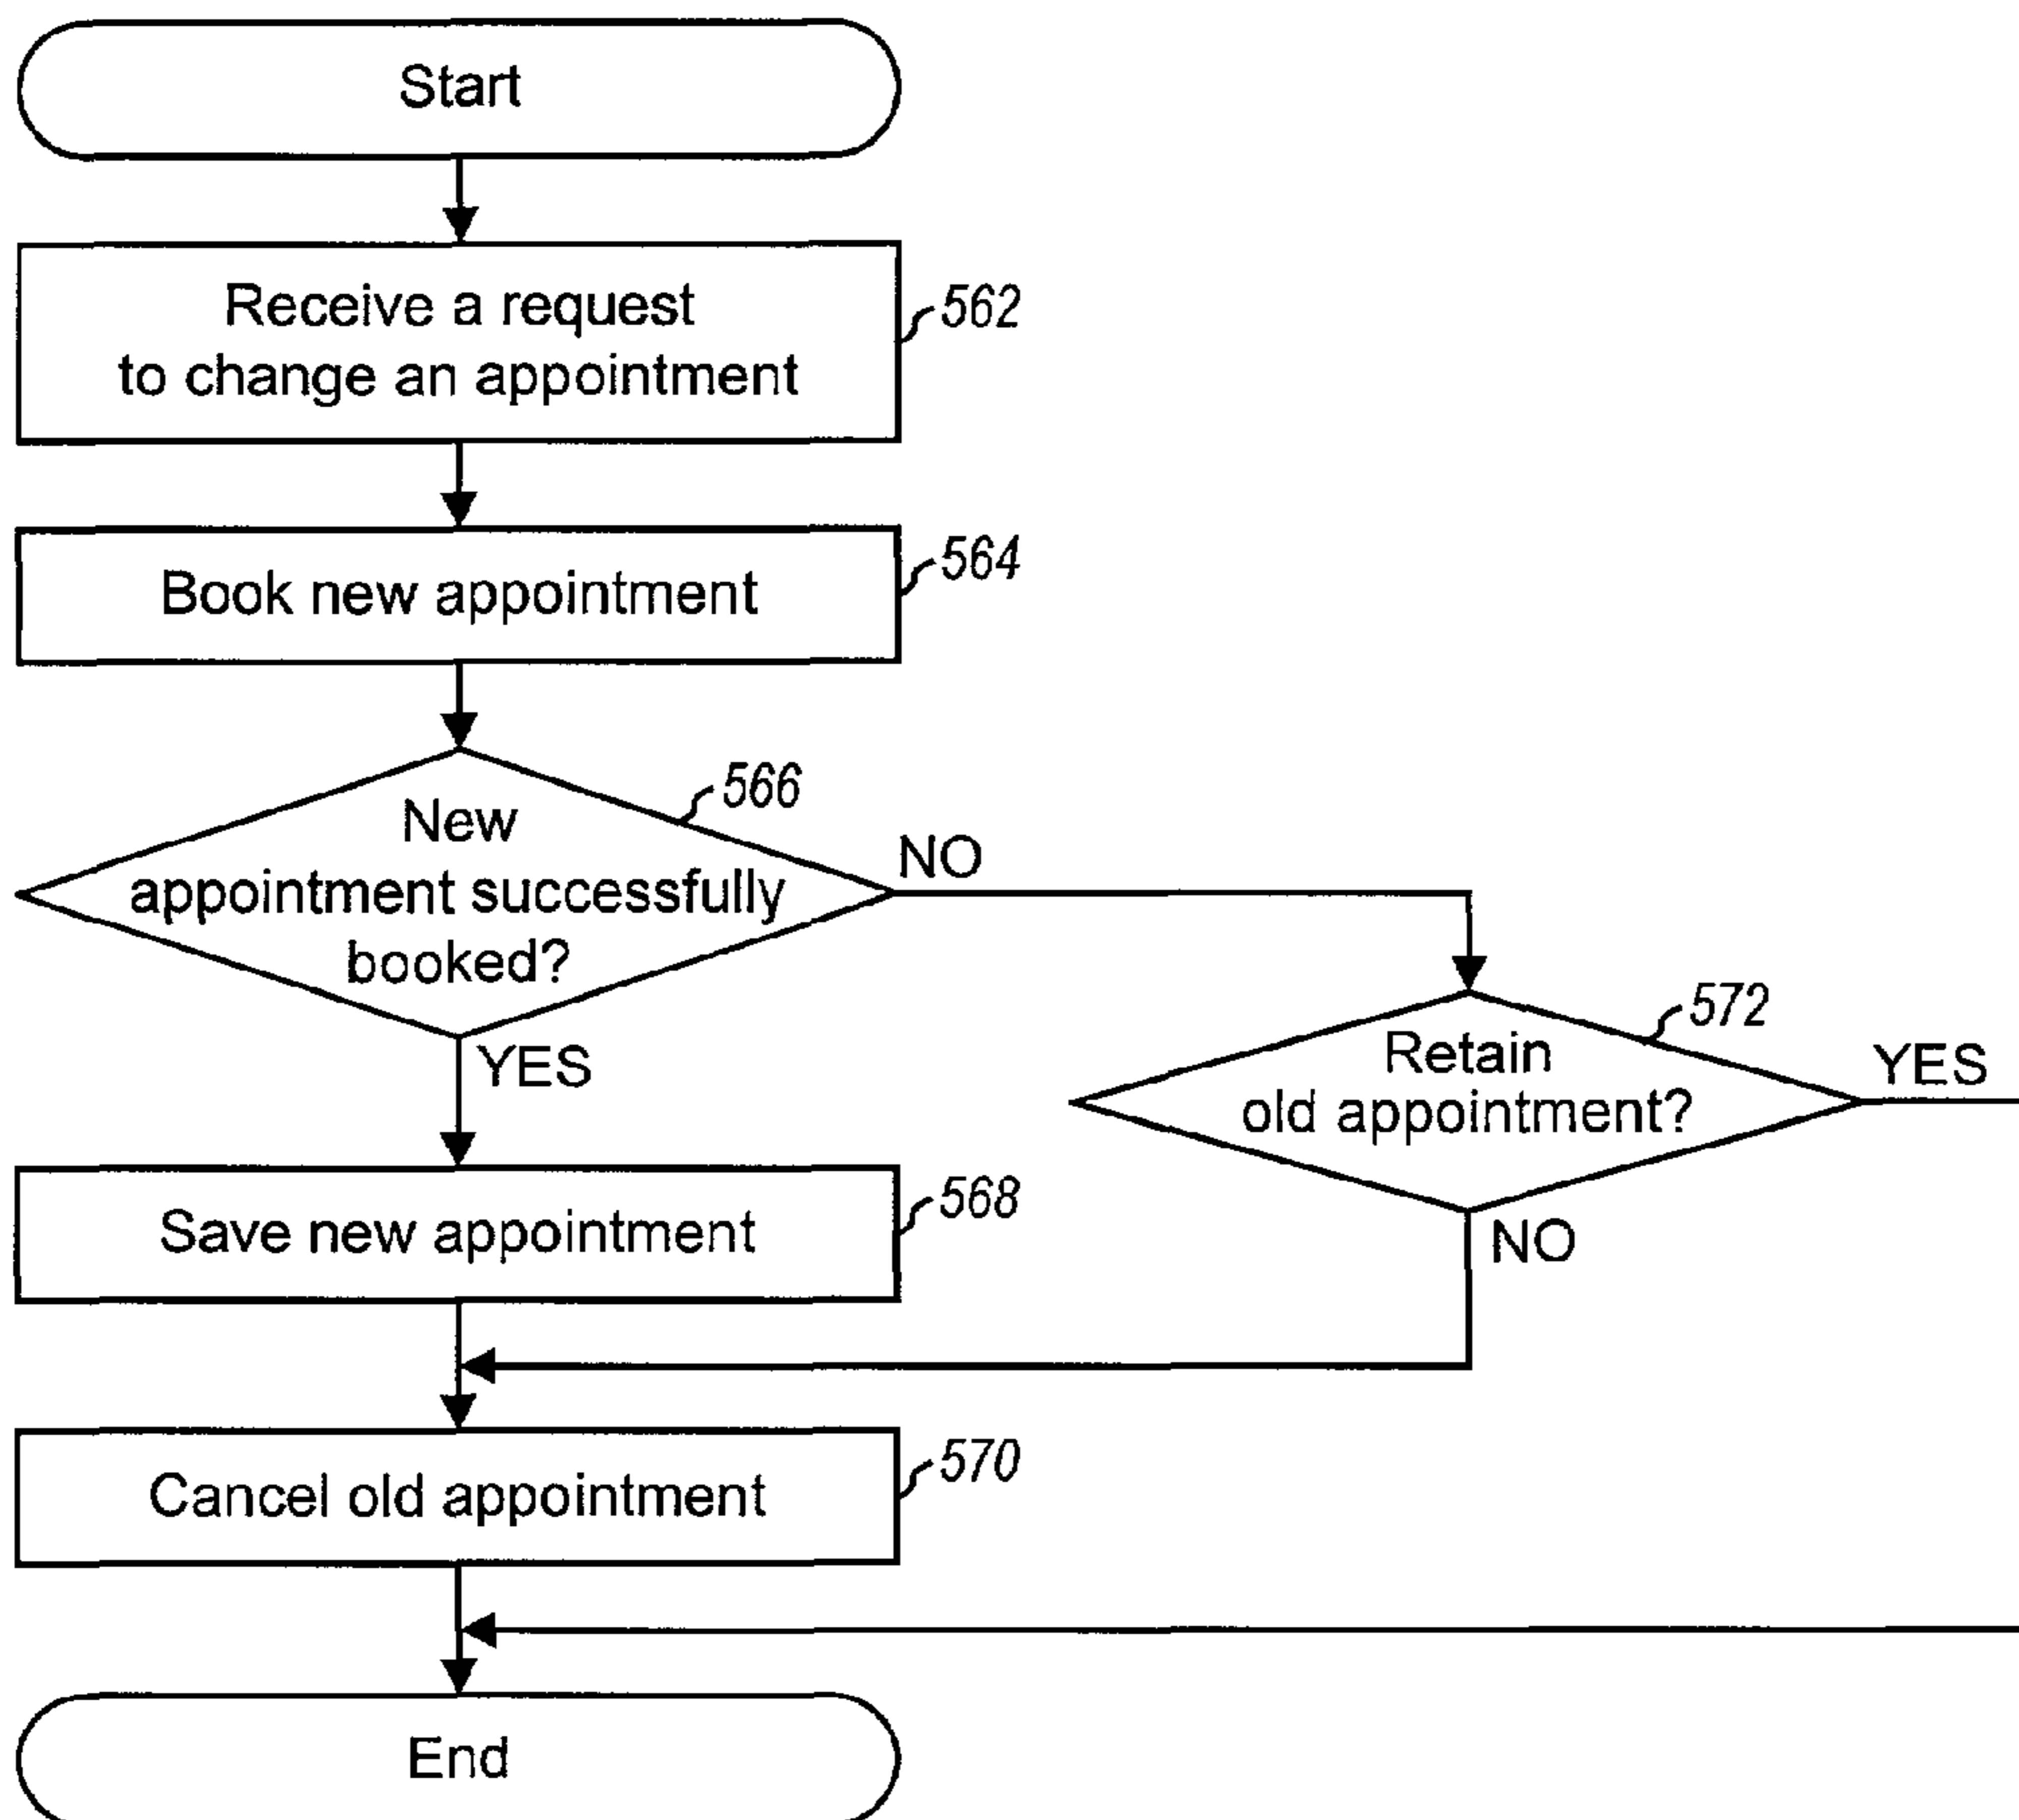 Start
Receive a request
to change an appointment
562
Book new appointment
564
566
New
appointment successfully
booked?
NO
YES
572
Retain
old appointment?
YES
NO
Save new appointment
568
Cancel old appointment
570
End